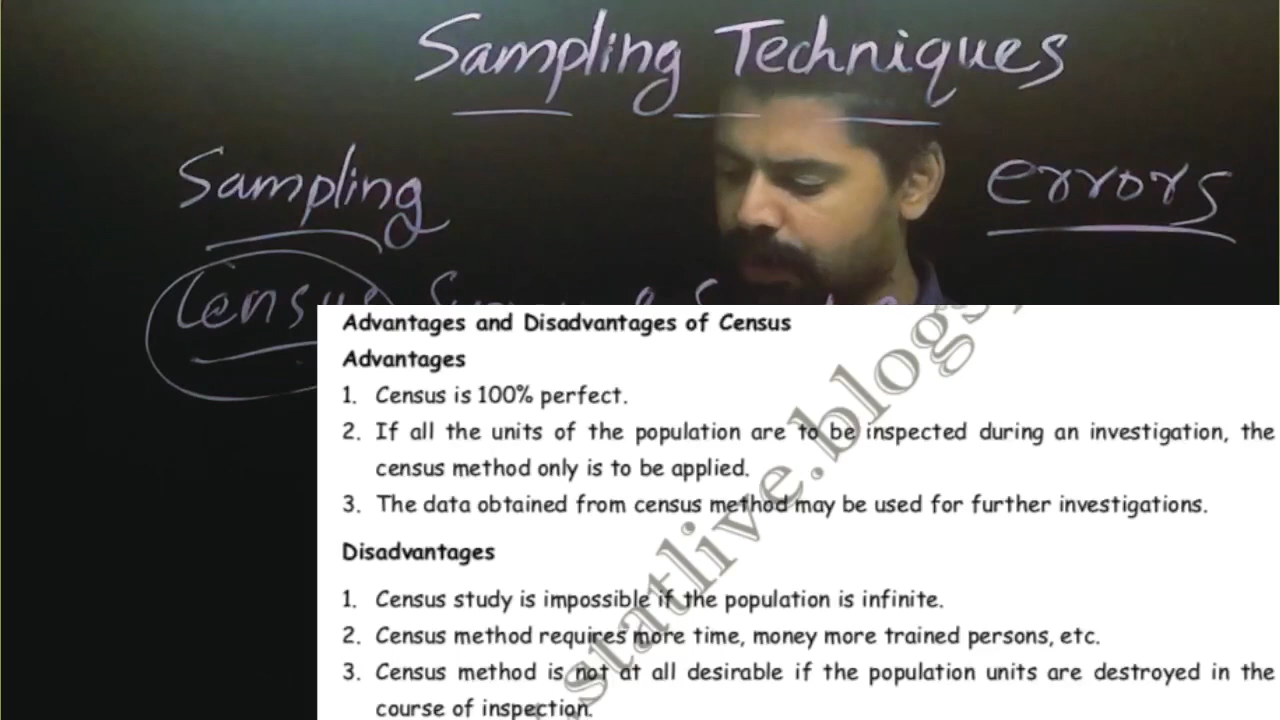 Sampling Techniques
Sampling
errors
Census
Advantages and Disadvantages of Census
Advantages
1. Census is 100% perfect.
2. If all the units of the population are to be inspected during an investigation, the
census method only is to be applied.
3. The data obtained from census method may be used for further investigations.
Disadvantages
1. Census study is impossible if the population is infinite.
2. Census method requires more time, money more trained persons, etc.
3. Census method is not at all desirable if the population units are destroyed in the
course of inspection.
statlive.blogs